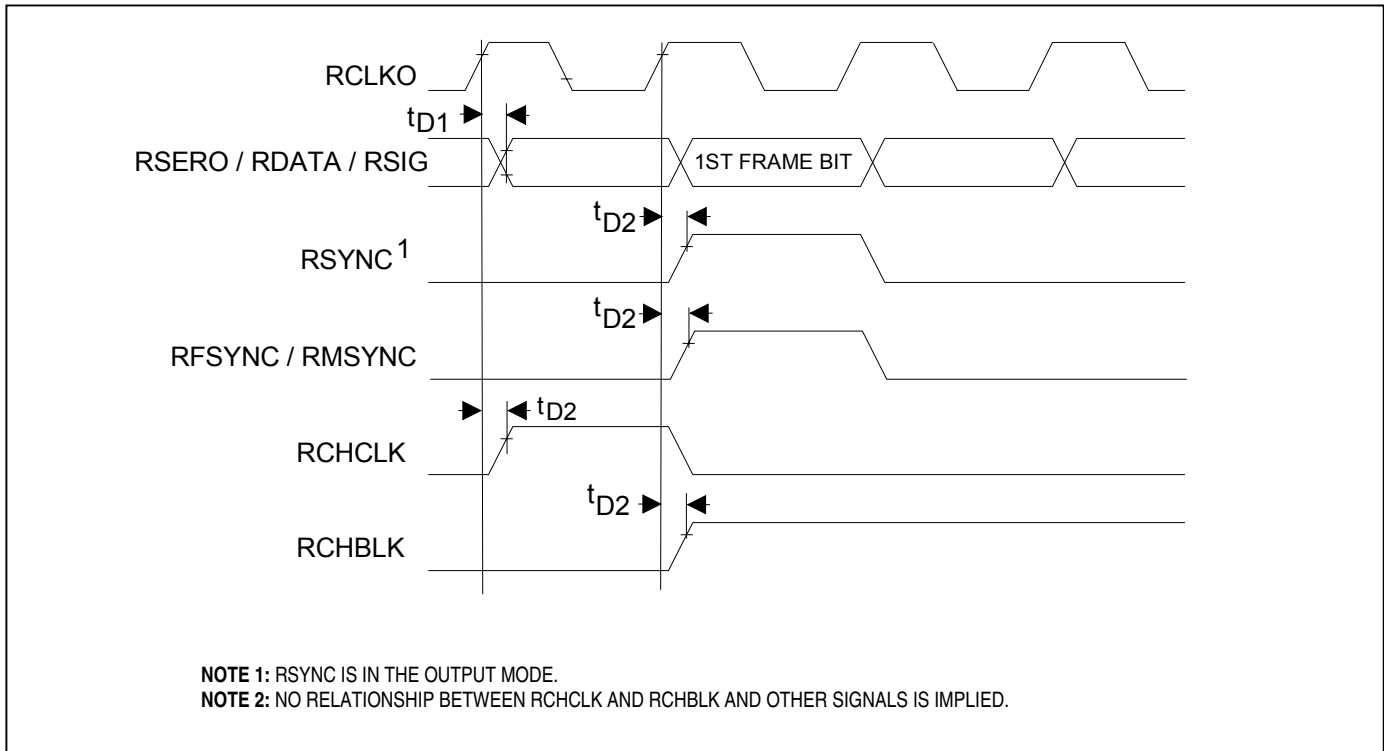 RCLKO
tD1
RSERO / RDATA / RSIG
1ST FRAME BIT
tD2
RSYNC1
tD2
RFSYNC / RMSYNC
tD2
RCHCLK
tD2
RCHBLK
NOTE 1: RSYNC IS IN THE OUTPUT MODE.
NOTE 2: NO RELATIONSHIP BETWEEN RCHCLK AND RCHBLK AND OTHER SIGNALS IS IMPLIED.